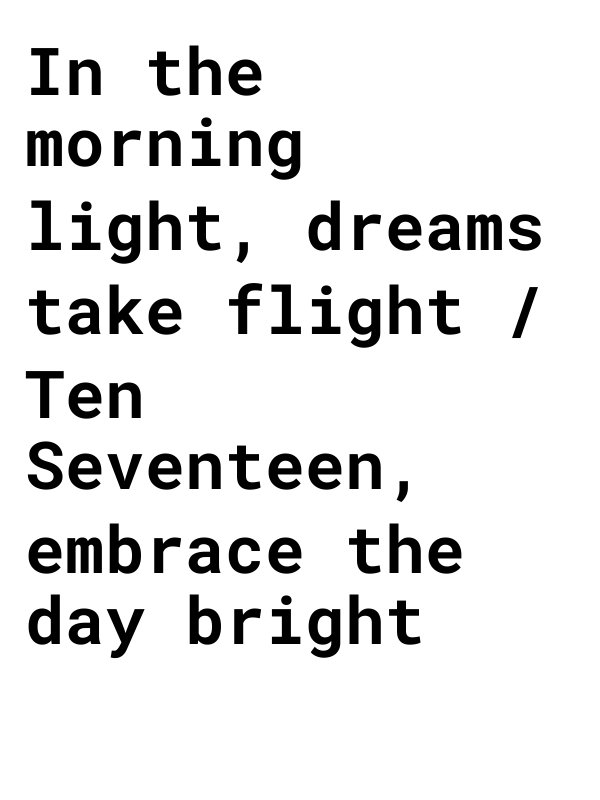 In the
morning
light, dreams
take flight /
Ten
Seventeen,
embrace the
day bright